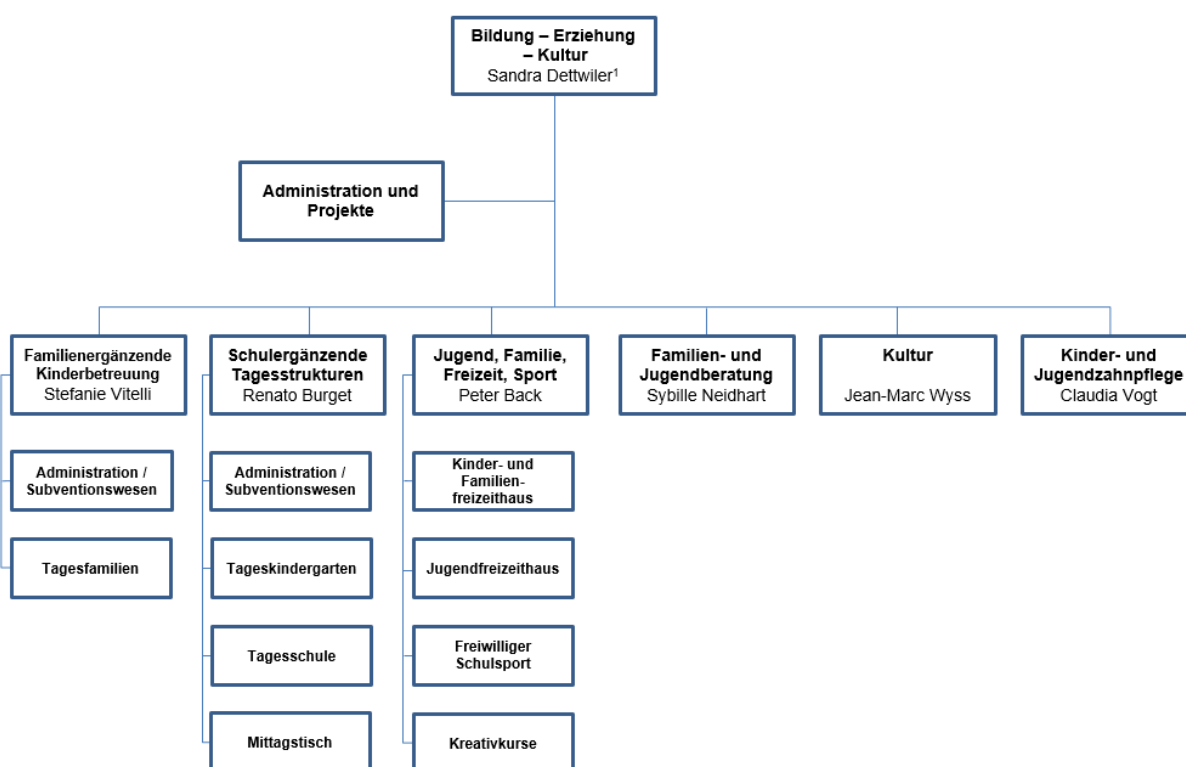 Bildung – Erziehung
– Kultur
Sandra Dettwiler¹
Administration und
Projekte
Familienergänzende
Kinderbetreuung
Stefanie Vitelli
Schulergänzende
Tagesstrukturen
Renato Burget
Jugend, Familie,
Freizeit, Sport
Peter Back
Familien- und
Jugendberatung
Sybille Neidhart
Kultur
Jean-Marc Wyss
Kinder- und
Jugendzahnpflege
Claudia Vogt
Administration /
Subventionswesen
Administration /
Subventionswesen
Kinder- und
Familien-
freizeithaus
Tagesfamilien
Tageskindergarten
Jugendfreizeithaus
Tagesschule
Freiwilliger
Schulsport
Mittagstisch
Kreativkurse